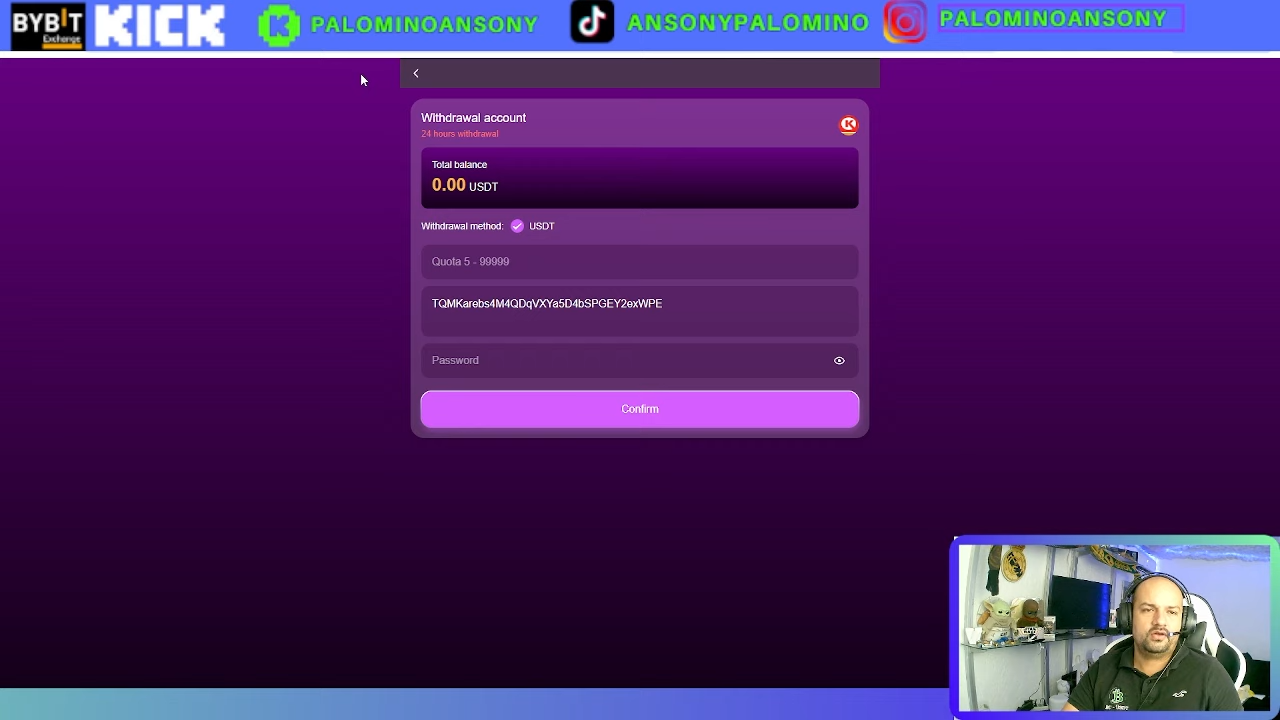 BYBIT
Exchange
KICK
PALOMINOANSONY
ANSONYPALOMINO
PALOMINOANSONY
Withdrawal account
24 hours withdrawal
K
Total balance
0.00 USDT
Withdrawal method: USDT
Quota 5 - 99999
TQMKarebs4M4QDqVXYa5D4bSPGEY2exWPE
Password
Confirm